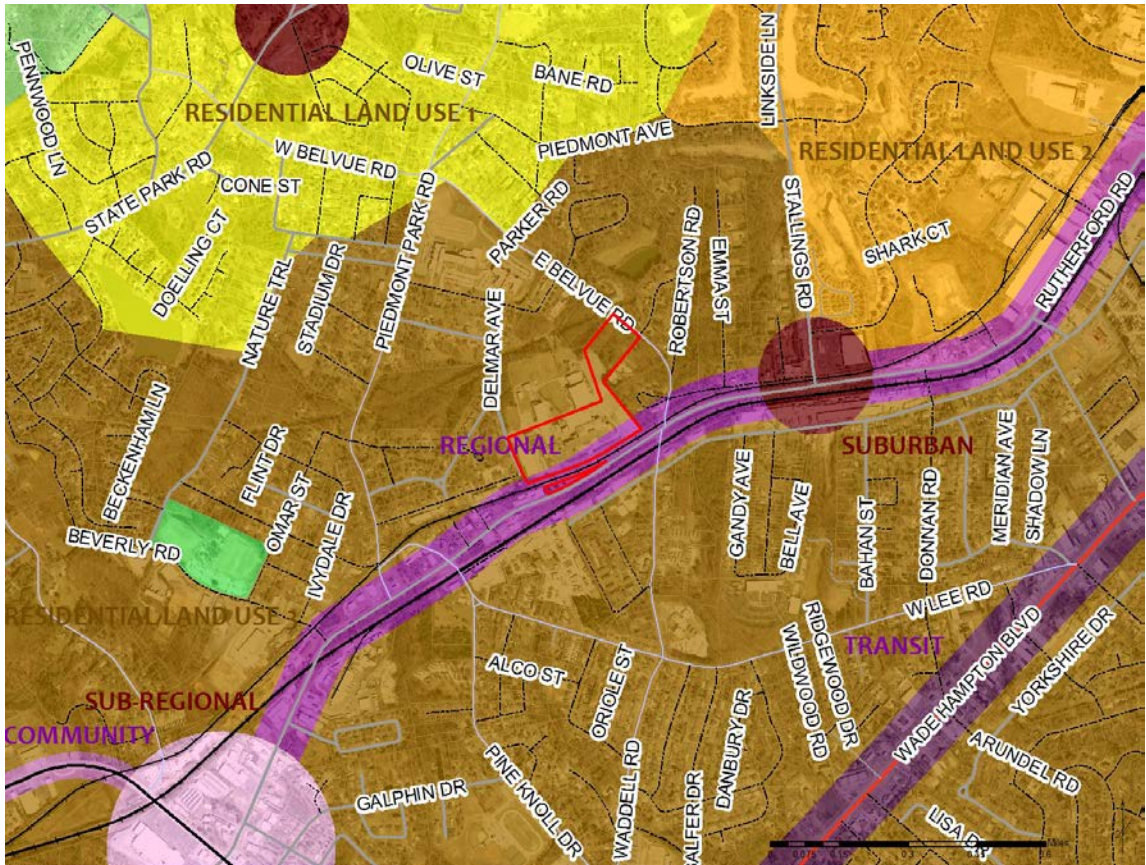 PENNWOOD LN
OLIVE ST
BANE RD
LINKSIDE LN
RESIDENTIAL LAND USE 1
W BELVUE RD
PIEDMONT AVE
RESIDENTIAL LAND USE 2
STATE PARK RD
CONE ST
PIEDMONT PARK RD
PARKER RD
STALLINGS RD
RUTHERFORD RD
DOELLING CT
ROBERTSON RD
EMMA ST
SHARK CT
E BELVUE RD
NATURE TRL
STADIUM DR
DELMAR AVE
BECKENHAM LN
FLINT DR
REGIONAL
SUBURBAN
OMAR ST
IVYDALE DR
GANDY AVE
BELL AVE
BAHAN ST
DONNAN RD
MERIDIAN AVE
SHADOW LN
BEVERLY RD
RESIDENTIAL LAND USE
W LEE RD
TRANSIT
RIDGEWOOD DR
WILDWOOD RD
WADE HAMPTON BLVD
YORKSHIRE DR
ALCO ST
ORIOLE ST
SUB-REGIONAL
COMMUNITY
PINE KNOLL DR
WADDELL RD
ALFER DR
DANBURY DR
ARUNDEL RD
GALPHIN DR
LISA DR